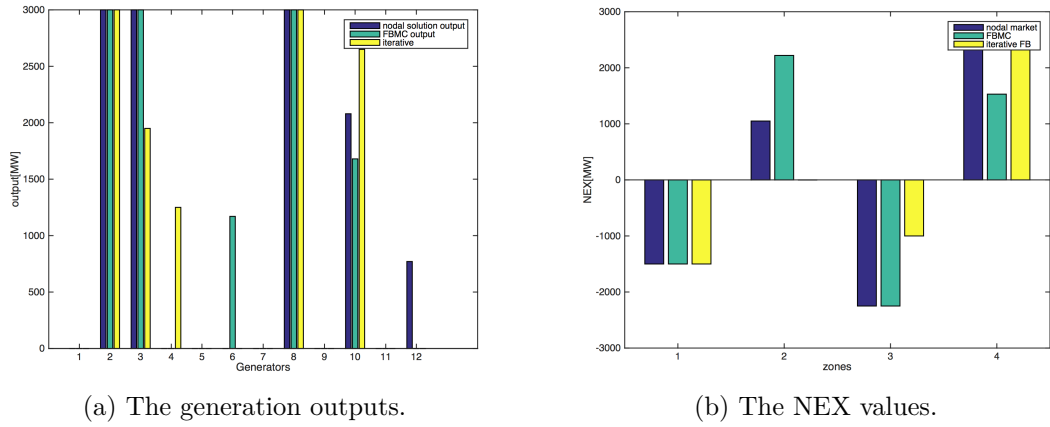 3000
2500
2000
1500
1000
500
0
output[MW]
nodal solution output
FBMC output
iterative
1 2 3 4 5 6 7 8 9 10 11 12
Generators
(a) The generation outputs.
3000
2000
1000
0
-1000
-2000
-3000
NEX[MW]
nodal market
FBMC
iterative FB
1 2 3 4
zones
(b) The NEX values.